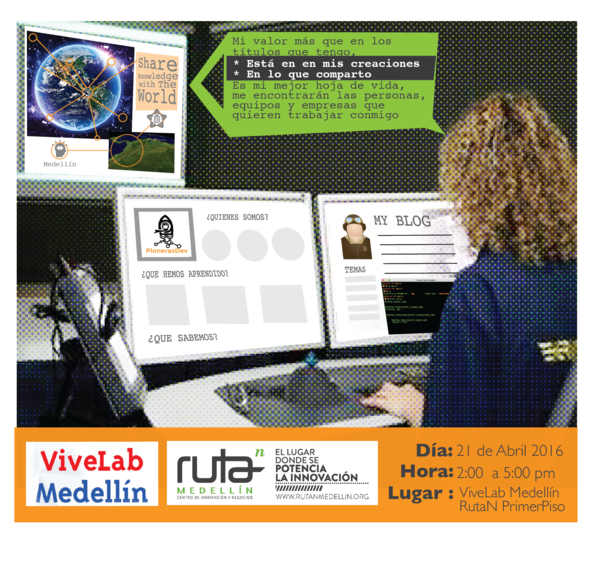 Mi valor más que en los
títulos que tengo,
* Está en en mis creaciones
* En lo que comparto
Es mi mejor hoja de vida,
me encontrarán las personas,
equipos y empresas que
quieren trabajar conmigo
Share
knowledge
with The
World
Medellín
PionerasDev
¿QUIENES SOMOS?
¿QUE HEMOS APRENDIDO?
¿QUE SABEMOS?
MY BLOG
TEMAS
ViveLab
Medellín
ruta n
MEDELLÍN
CENTRO DE INNOVACIÓN Y NEGOCIOS
EL LUGAR
DONDE SE
POTENCIA
LA INNOVACIÓN
WWW.RUTANMEDELLIN.ORG
Día: 21 de Abril 2016
Hora: 2:00 a 5:00 pm
Lugar : ViveLab Medellín
RutaN PrimerPiso